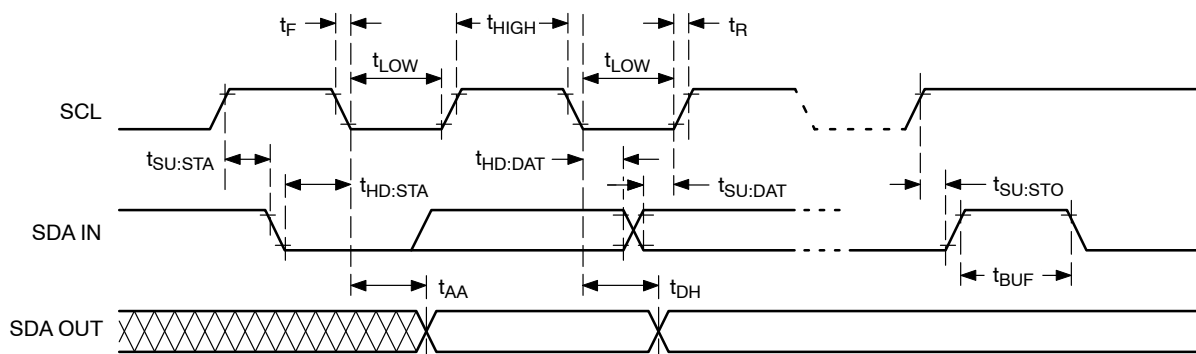 tF
tHIGH
tR
tLOW
tLOW
SCL
tSU:STA
tHD:STA
tHD:DAT
tSU:DAT
tSU:STO
SDA IN
tBUF
tAA
tDH
SDA OUT